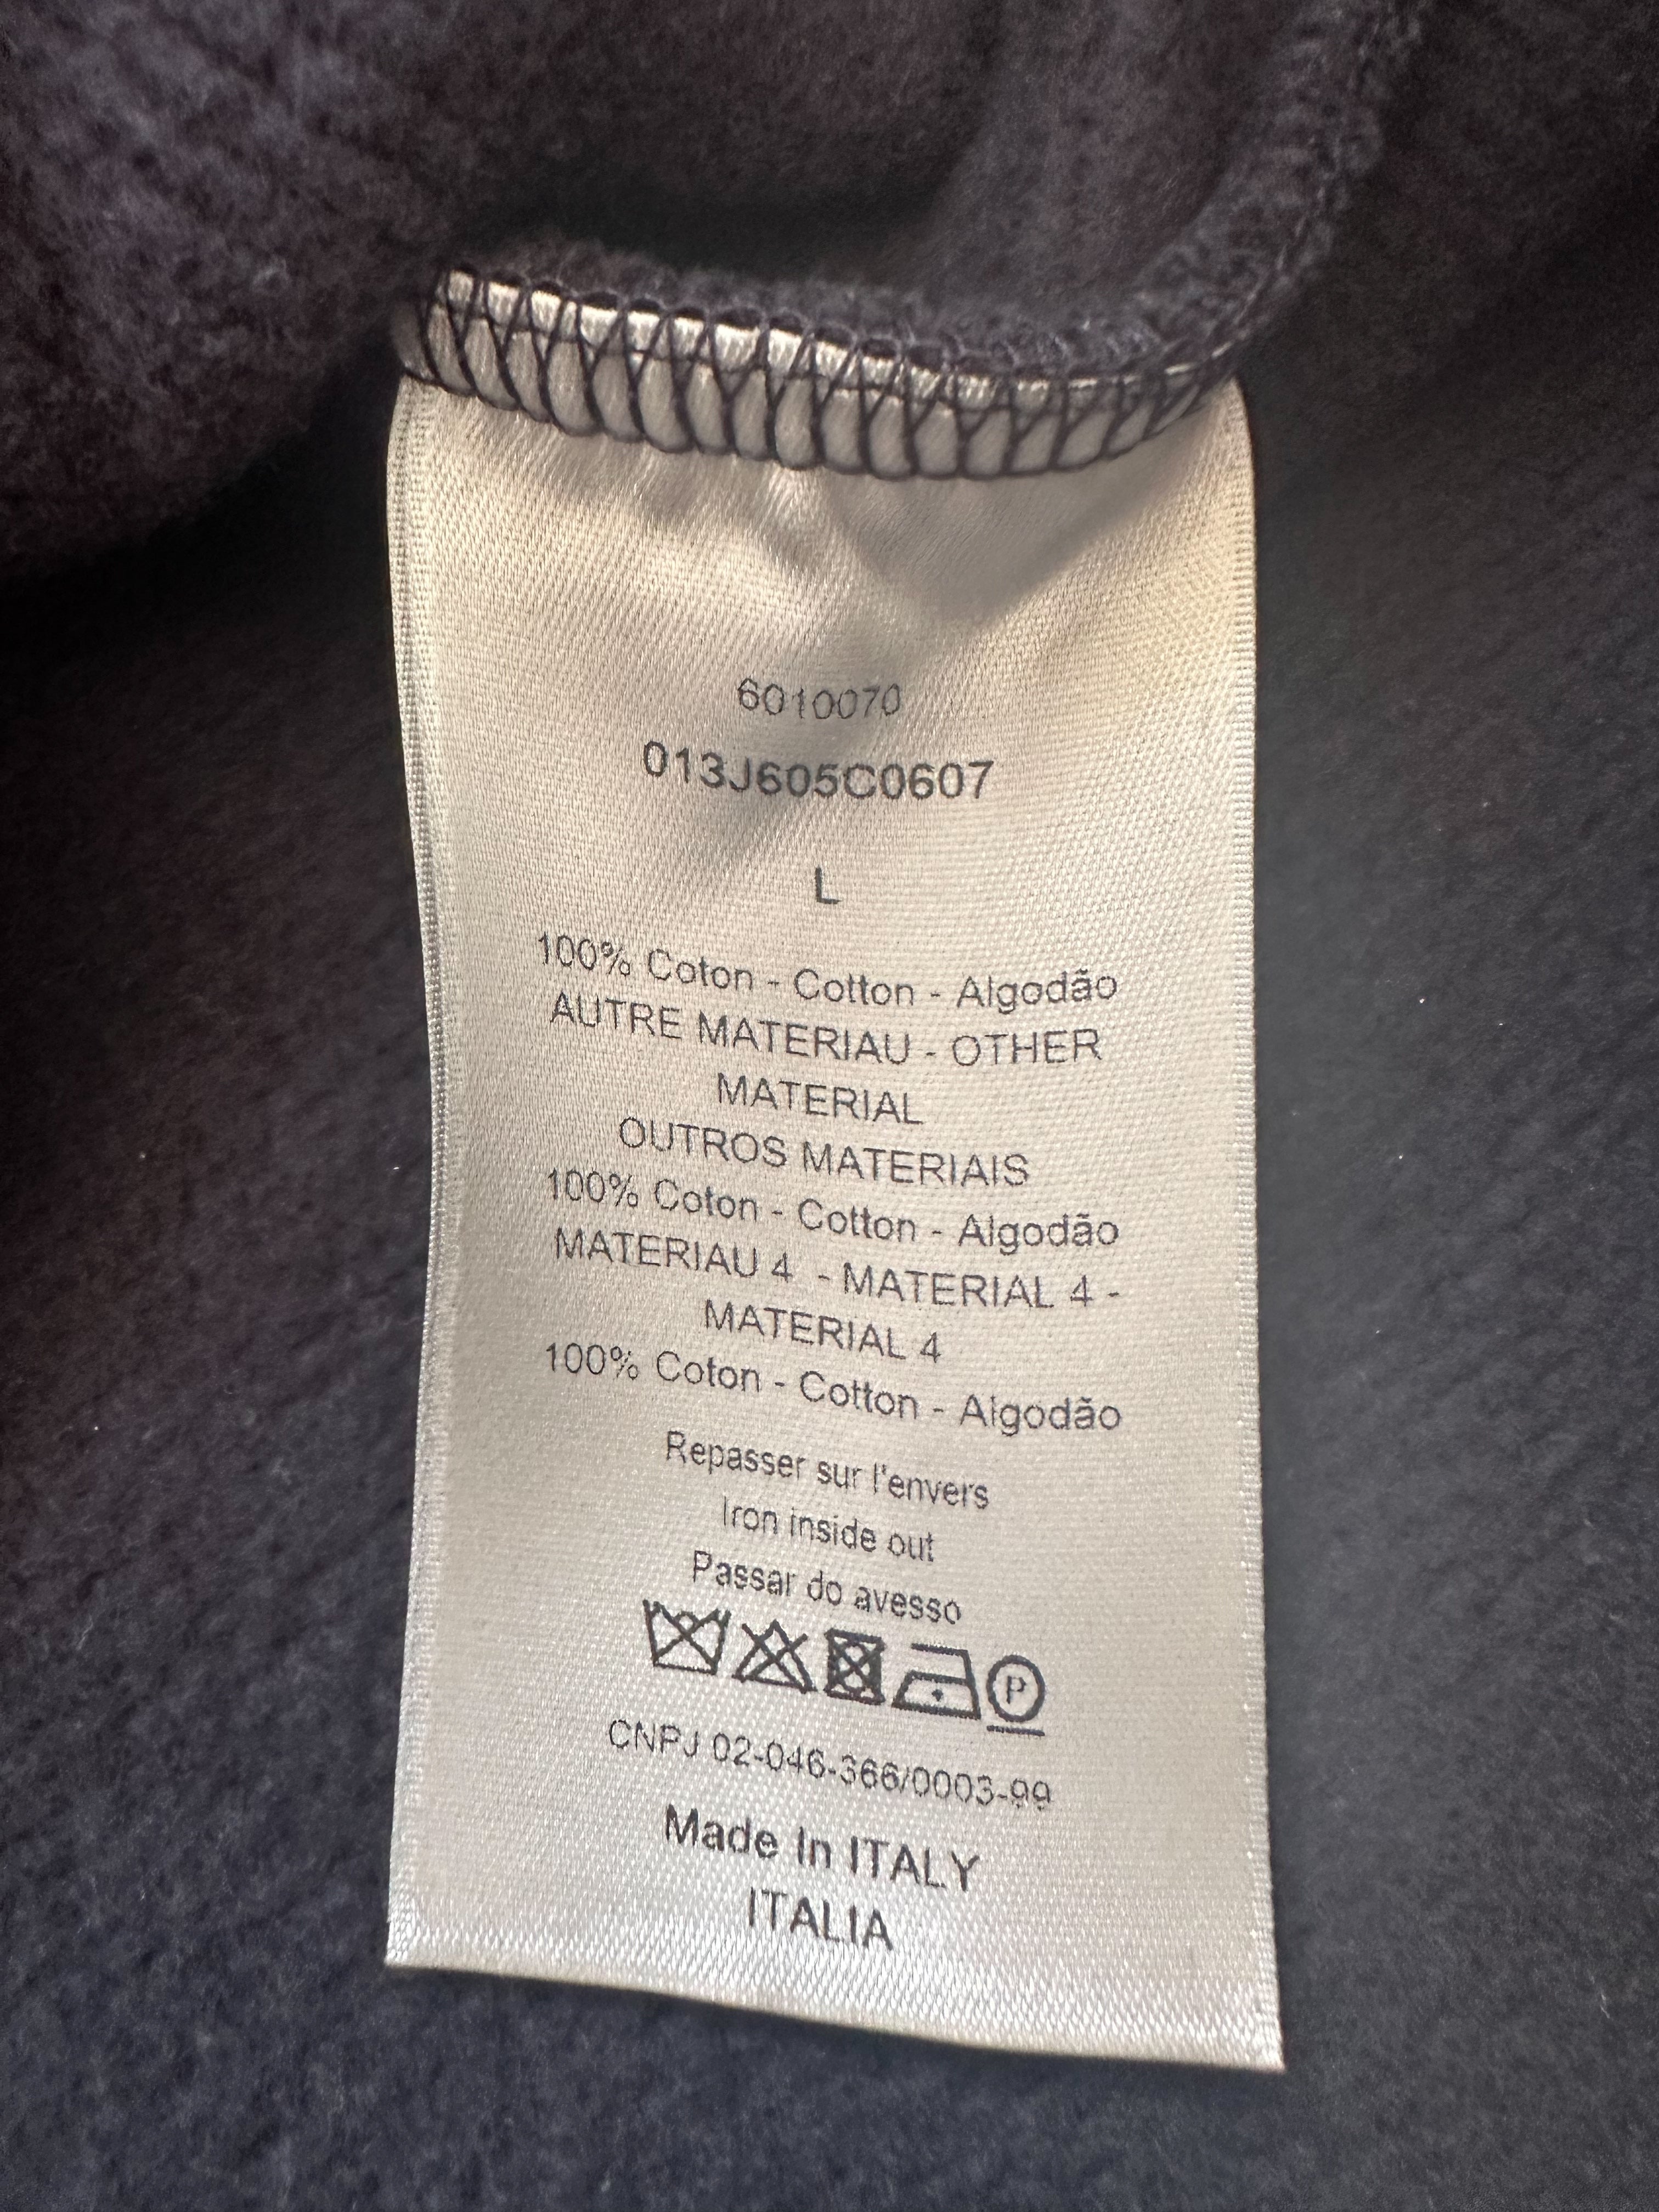 6010070
013J605C0607
L
100% Coton - Cotton - Algodão
AUTRE MATERIAU - OTHER
MATERIAL
OUTROS MATERIAIS
100% Coton - Cotton - Algodão
MATERIAU 4 - MATERIAL 4 -
MATERIAL 4
100% Coton - Cotton - Algodão
Repasser sur l'envers
Iron inside out
Passar do avesso
P
CNPJ 02-046-366/0003-99
Made In ITALY
ITALIA